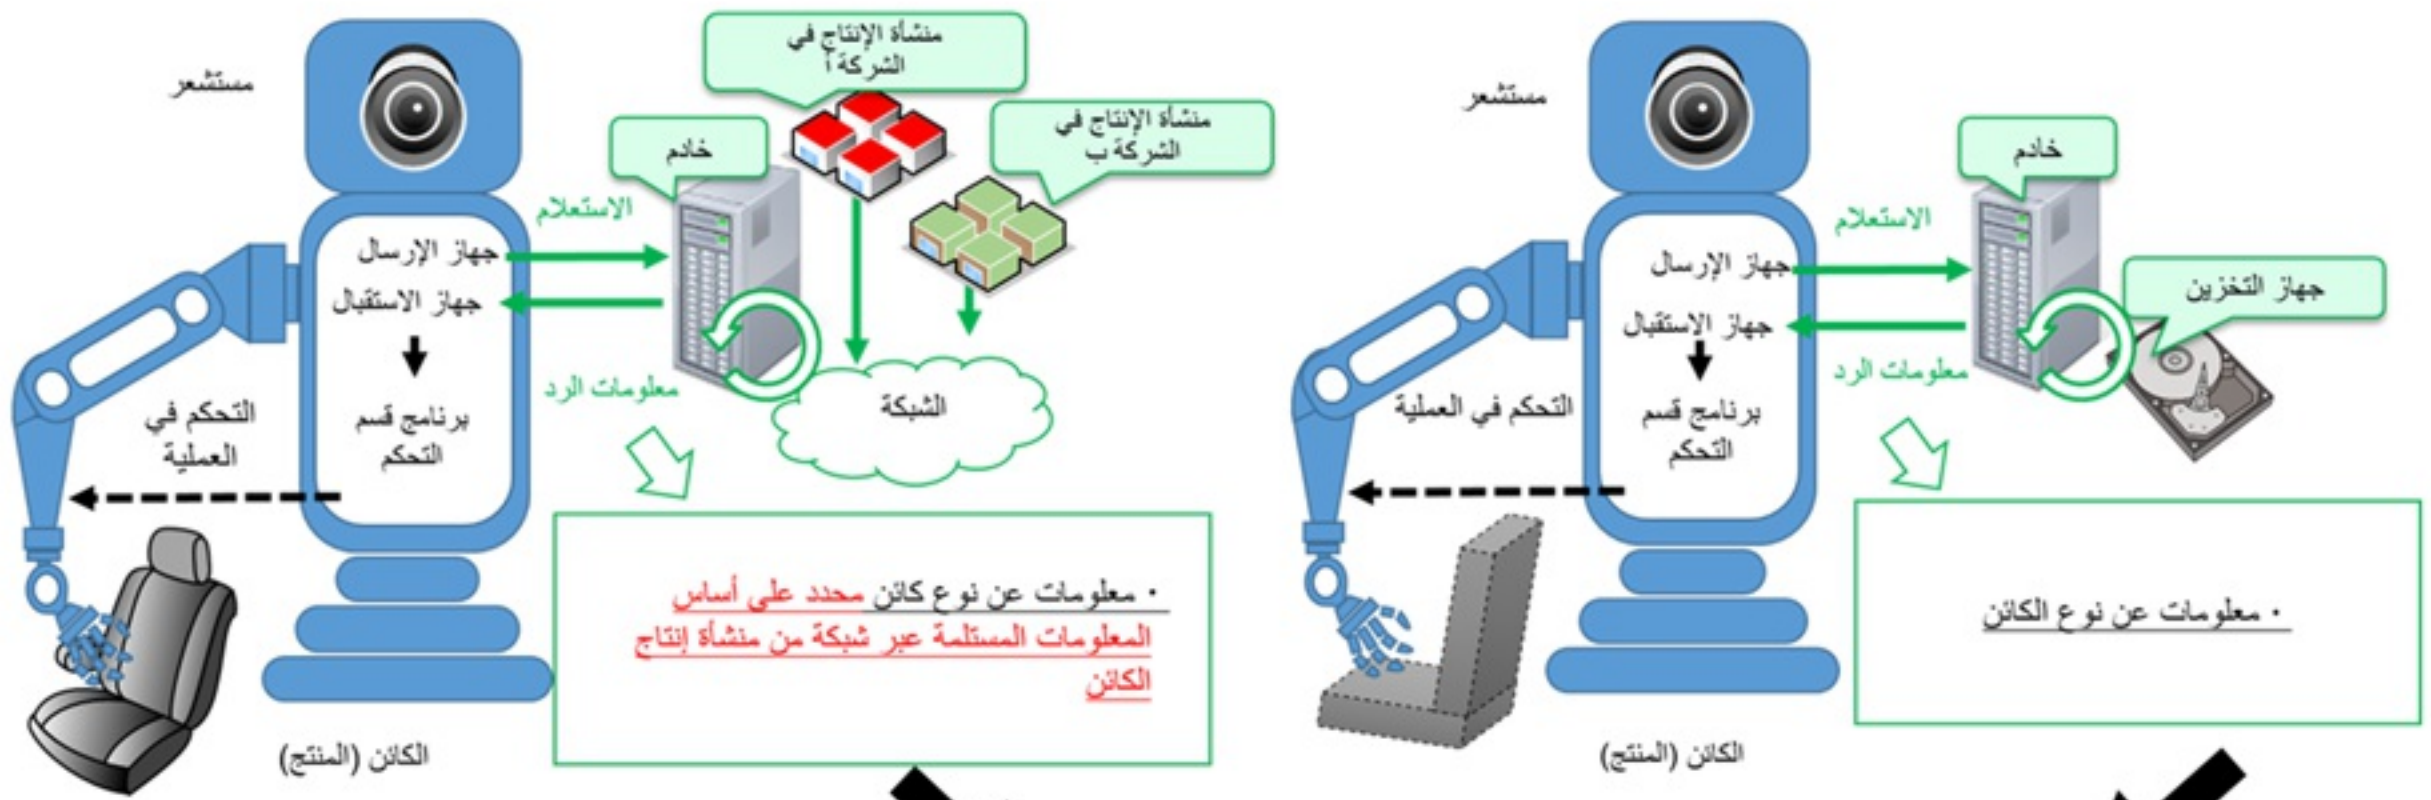 مستشعر
منشأة الإنتاج في
الشركة أ
منشأة الإنتاج في
الشركة ب
خادم
الاستعلام
جهاز الإرسال
جهاز الاستقبال
معلومات الرد
الشبكة
برنامج قسم
التحكم
التحكم في
العملية
• معلومات عن نوع كائن محدد على أساس
المعلومات المستلمة عبر شبكة من منشأة إنتاج
الكائن
الكائن (المنتج)
مستشعر
خادم
الاستعلام
جهاز الإرسال
جهاز التخزين
جهاز الاستقبال
معلومات الرد
التحكم في العملية
برنامج قسم
التحكم
• معلومات عن نوع الكائن
الكائن (المنتج)